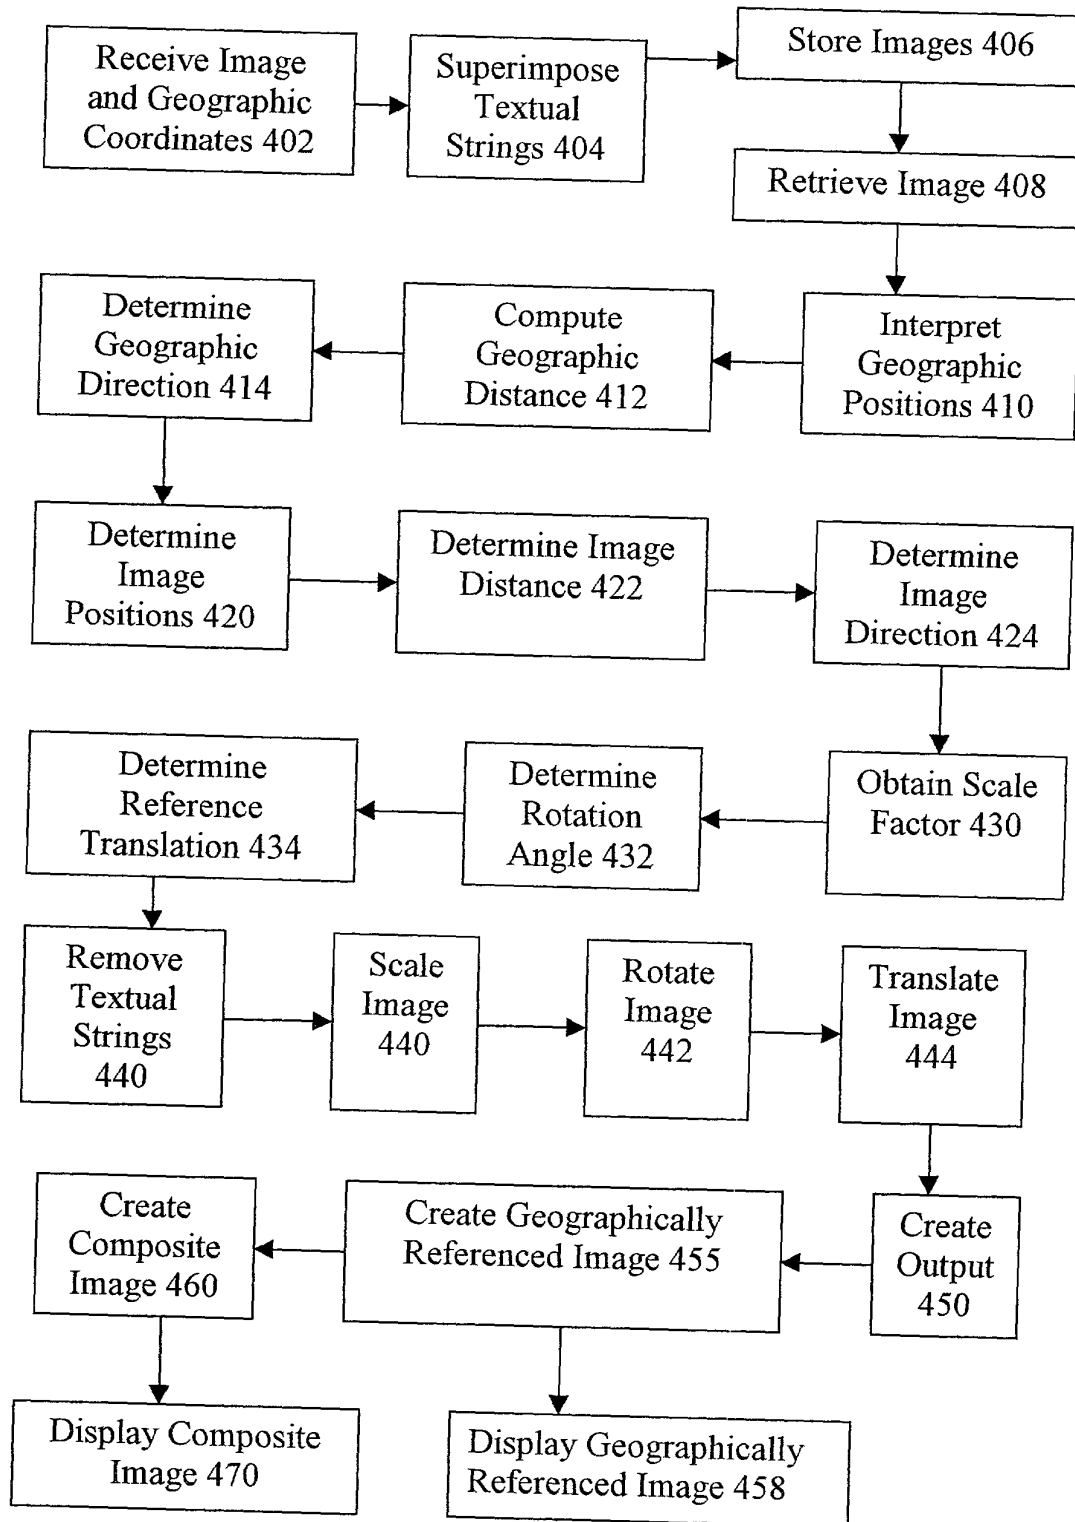 Receive Image
and Geographic
Coordinates 402
Superimpose
Textual
Strings 404
Store Images 406
Retrieve Image 408
Interpret
Geographic
Positions 410
Compute
Geographic
Distance 412
Determine
Geographic
Direction 414
Determine
Image
Positions 420
Determine Image
Distance 422
Determine
Image
Direction 424
Obtain Scale
Factor 430
Determine
Rotation
Angle 432
Determine
Reference
Translation 434
Remove
Textual
Strings
440
Scale
Image
440
Rotate
Image
442
Translate
Image
444
Create
Output
450
Create Geographically
Referenced Image 455
Create
Composite
Image 460
Display Composite
Image 470
Display Geographically
Referenced Image 458